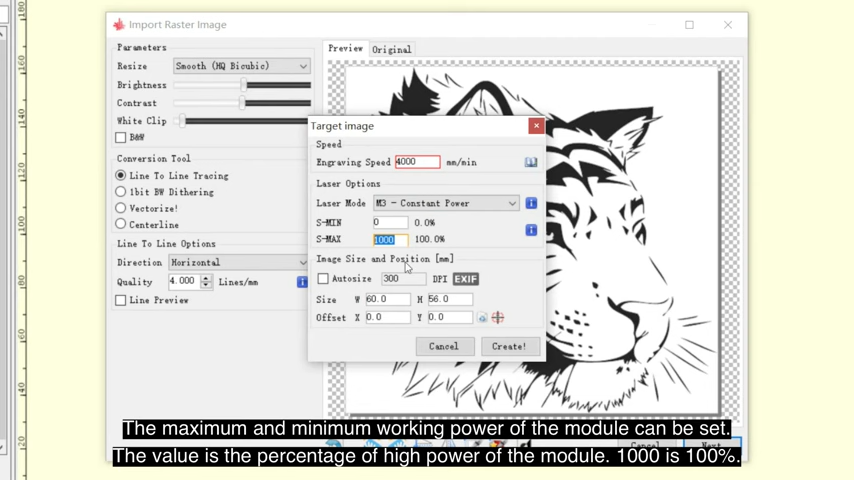 Import Raster Image
Parameters
Resize Smooth (HQ Bicubic)
Brightness
Contrast
White Clip
B&W
Conversion Tool
Line To Line Tracing
1bit BW Dithering
Vectorize!
Centerline
Line To Line Options
Direction Horizontal
Quality 4.000 Lines/mm
Line Preview
Preview Original
Target image
Speed
Engraving Speed 4000 mm/min
Laser Options
Laser Mode M3 - Constant Power
S-MIN 0 0.0%
S-MAX 1000 100.0%
Image Size and Position [mm]
Autosize 300 DPI EXIF
Size W 60.0 H 56.0
Offset X 0.0 Y 0.0
Cancel Create!
The maximum and minimum working power of the module can be set.
The value is the percentage of high power of the module. 1000 is 100%.